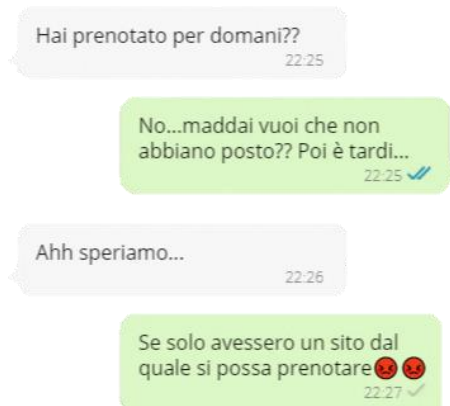 Hai prenotato per domani??
22:25
No...maddai vuoi che non
abbiano posto?? Poi è tardi...
22:25
Ahh speriamo...
22:26
Se solo avessero un sito dal
quale si possa prenotare😡😡
22:27